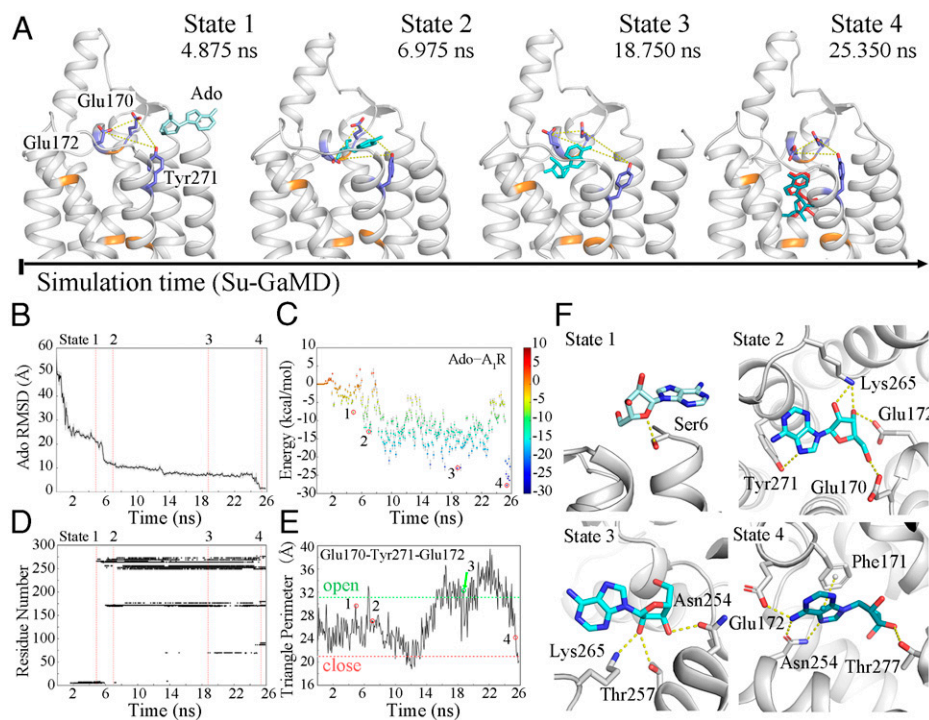 A
State 1
4.875 ns
State 2
6.975 ns
State 3
18.750 ns
State 4
25.350 ns
Glu170
Ado
Glu172
Tyr271
Simulation time (Su-GaMD)
B
State 1 2 3 4
Ado RMSD (Å)
60
50
40
30
20
10
0
0 2 6 10 14 18 22 26
Time (ns)
C
Energy (kcal/mol)
10
5
0
-5
-10
-15
-20
-25
-30
Ado−A₁R
1
2
3
4
2 6 10 14 18 22 26
Time (ns)
10
5
0
-5
-10
-15
-20
-25
-30
D
State 1 2 3 4
Residue Number
300
250
200
150
100
50
0
0 2 6 10 14 18 22 26
Time (ns)
E
Triangle Perimeter (Å)
40
36
32
28
24
20
16
Glu170-Tyr271-Glu172
open
close
1
2
3
4
2 6 10 14 18 22 26
Time (ns)
F
State 1
Ser6
State 2
Lys265
Glu172
Tyr271
Glu170
State 3
Asn254
Lys265
Thr257
State 4
Phe171
Glu172
Asn254
Thr277